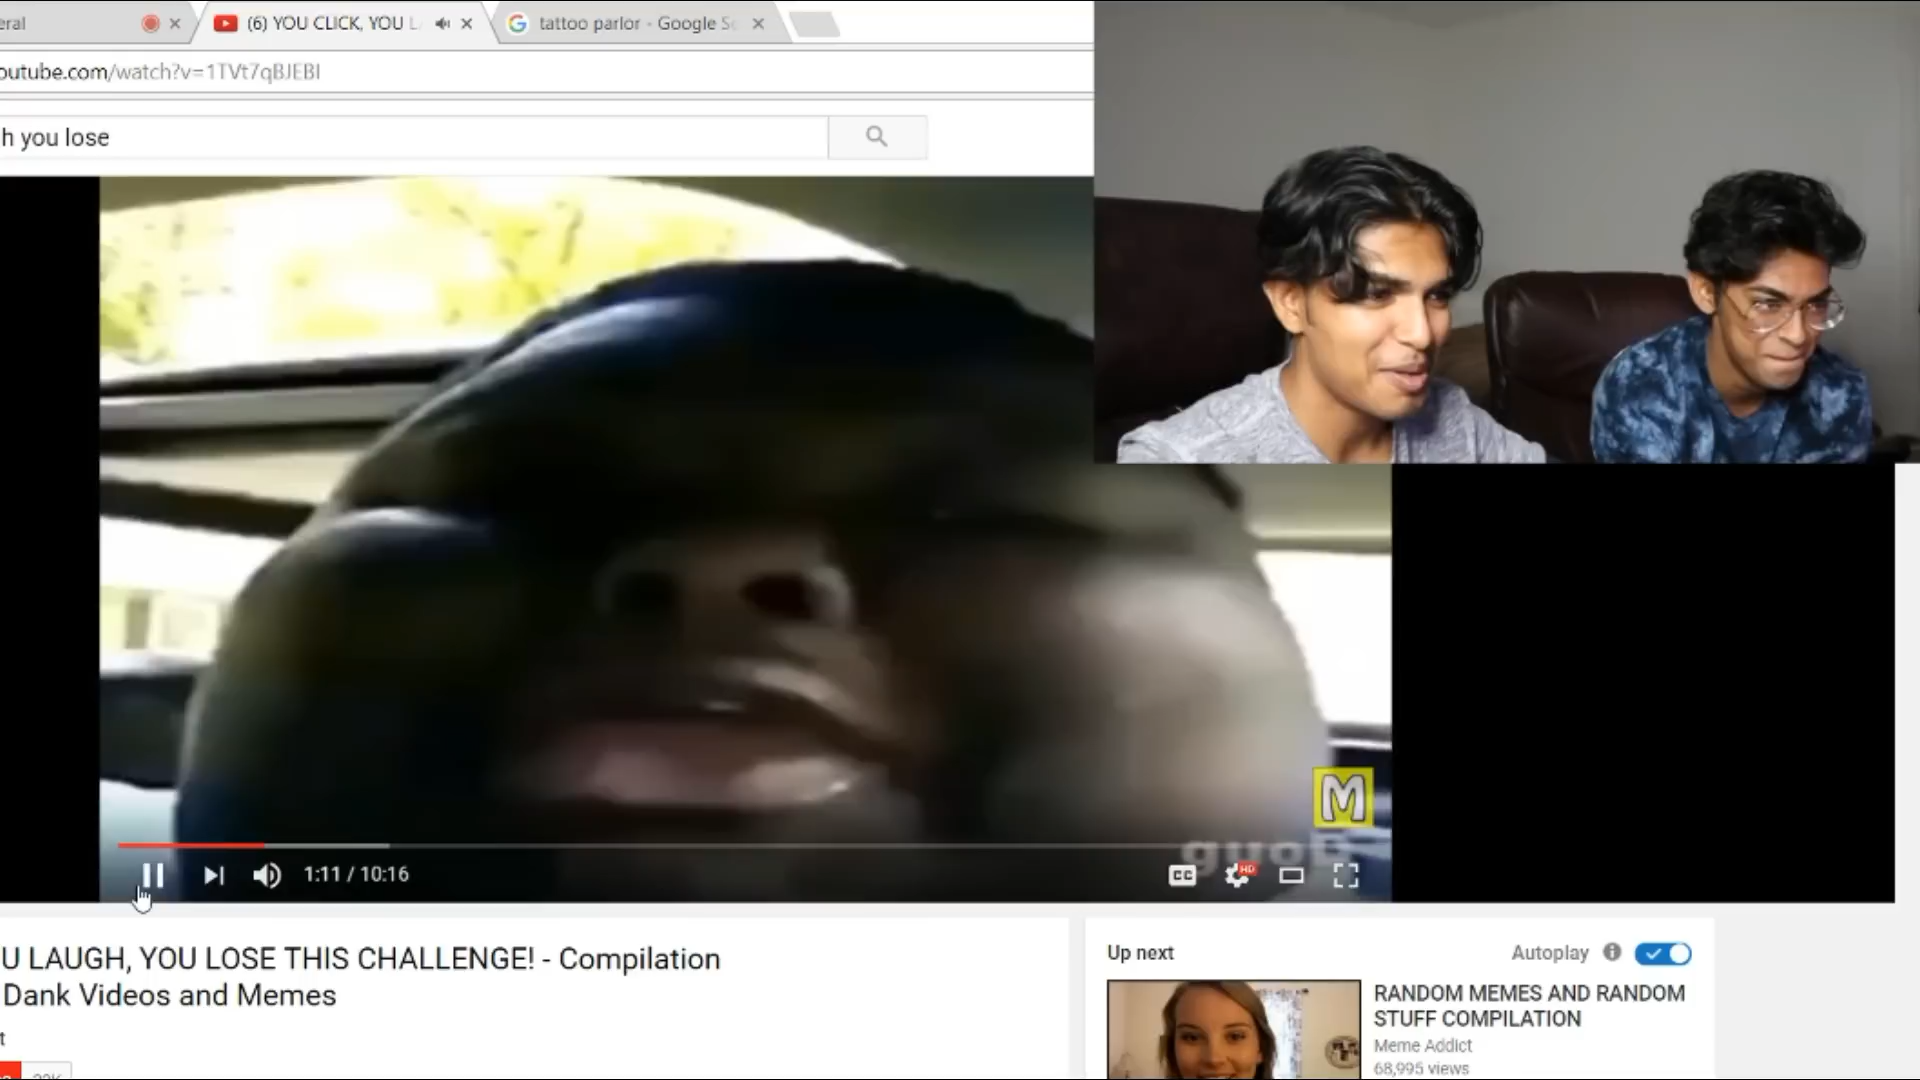 eral
(6) YOU CLICK, YOU L
tattoo parlor - Google S
outube.com/watch?v=1TVt7qBJEBI
h you lose
M
1:11 / 10:16
CC
HD
U LAUGH, YOU LOSE THIS CHALLENGE! - Compilation
Dank Videos and Memes
t
Up next
Autoplay
RANDOM MEMES AND RANDOM
STUFF COMPILATION
Meme Addict
68,995 views